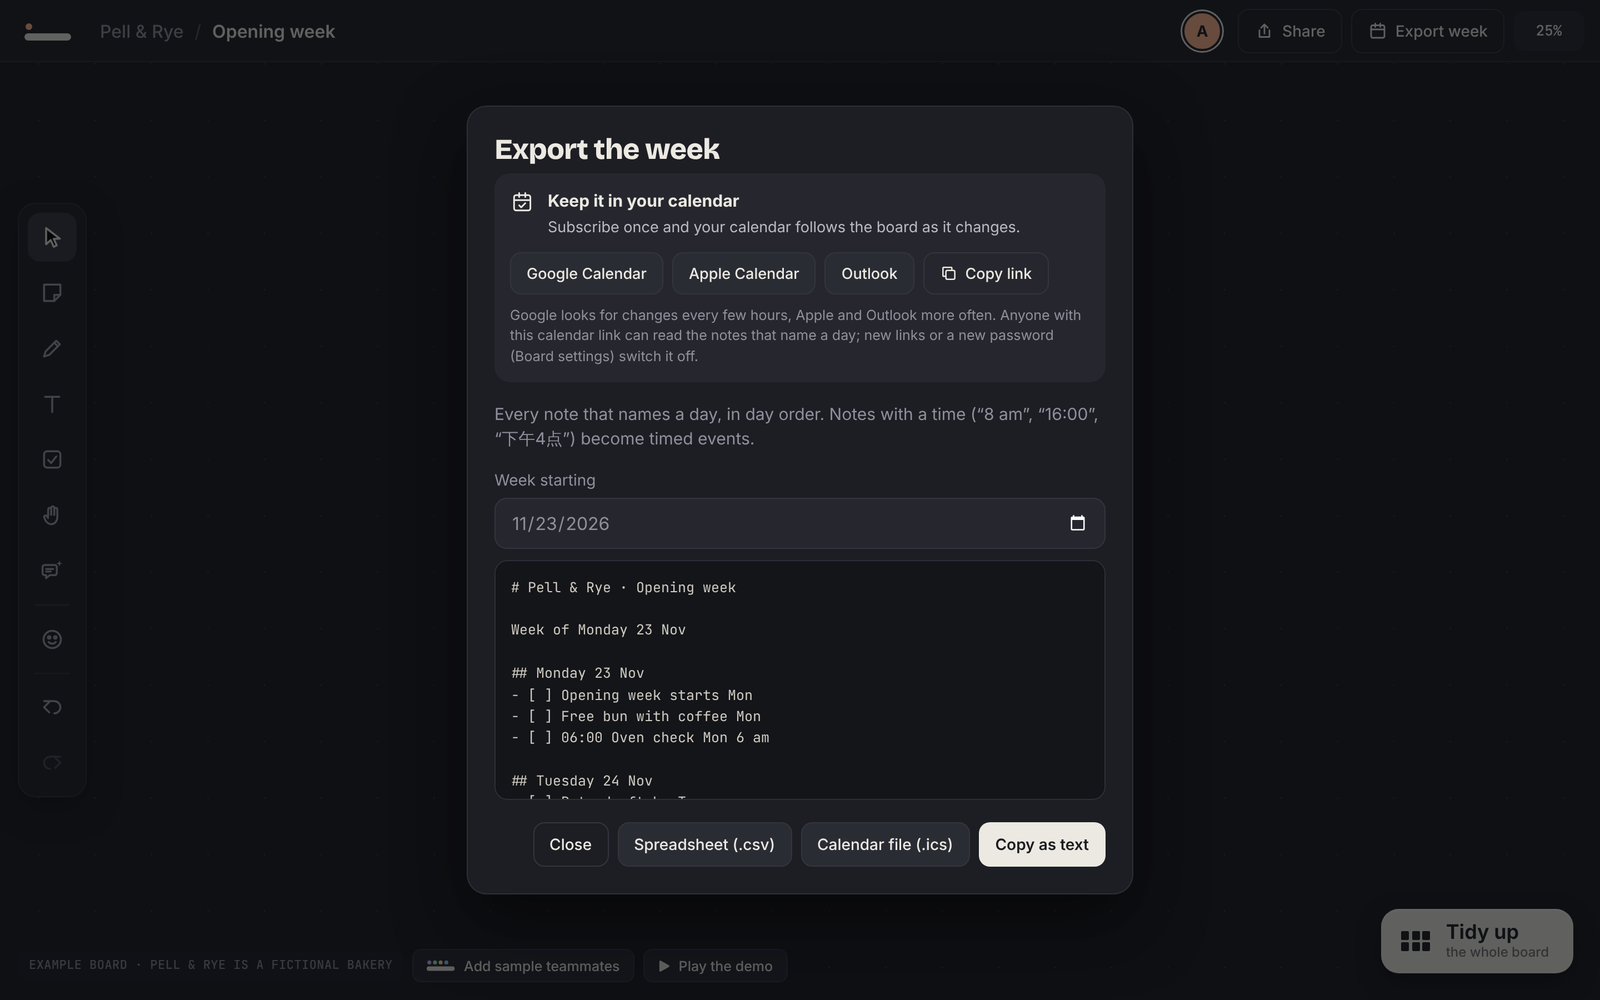 Pell & Rye / Opening week
A
Share
Export week
25%
Export the week
Keep it in your calendar
Subscribe once and your calendar follows the board as it changes.
Google Calendar
Apple Calendar
Outlook
Copy link
Google looks for changes every few hours, Apple and Outlook more often. Anyone with
this calendar link can read the notes that name a day; new links or a new password
(Board settings) switch it off.
Every note that names a day, in day order. Notes with a time (“8 am”, “16:00”,
“下午4点”) become timed events.
Week starting
11/23/2026
# Pell & Rye · Opening week
Week of Monday 23 Nov
## Monday 23 Nov
- [ ] Opening week starts Mon
- [ ] Free bun with coffee Mon
- [ ] 06:00 Oven check Mon 6 am
## Tuesday 24 Nov
Close
Spreadsheet (.csv)
Calendar file (.ics)
Copy as text
Tidy up
the whole board
EXAMPLE BOARD · PELL & RYE IS A FICTIONAL BAKERY
Add sample teammates
Play the demo